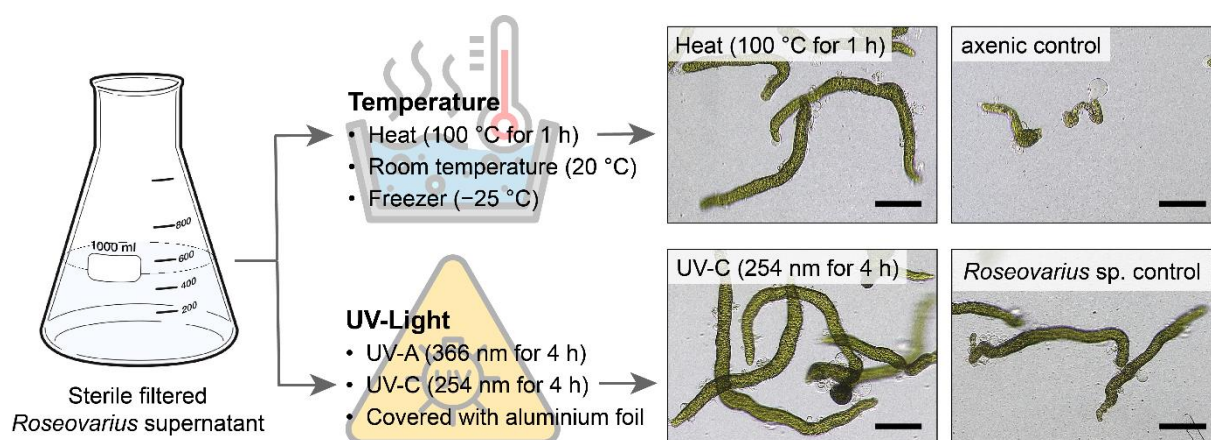 800
1000 ml
600
400
200
Sterile filtered
Roseovarius supernatant
Temperature
• Heat (100 °C for 1 h)
• Room temperature (20 °C)
• Freezer (−25 °C)
UV
UV-Light
• UV-A (366 nm for 4 h)
• UV-C (254 nm for 4 h)
• Covered with aluminium foil
Heat (100 °C for 1 h)
axenic control
UV-C (254 nm for 4 h)
Roseovarius sp. control